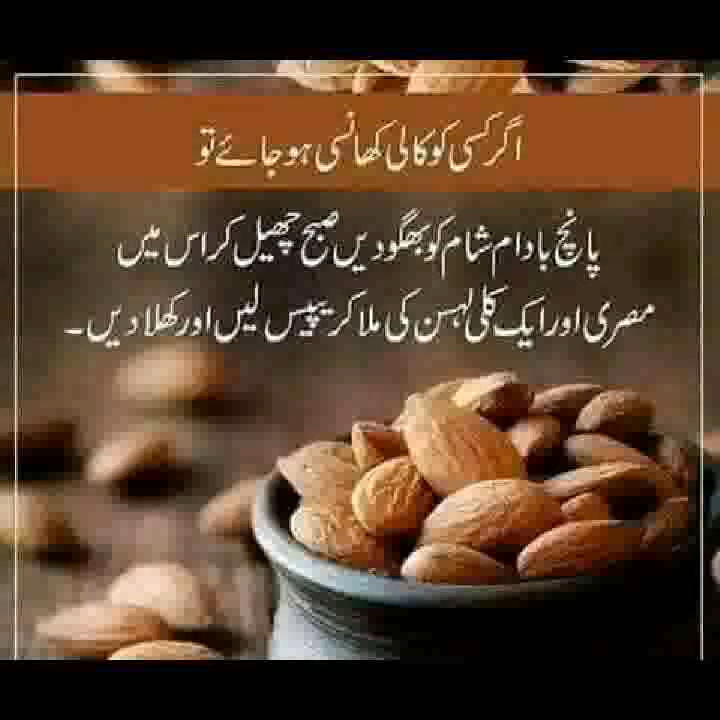 اگر کسی کو کالی کھانسی ہو جائے تو
پانچ بادام شام کو بھگو دیں صبح چھیل کر اس میں
مصری اور ایک کلی لہسن کی ملا کر پیس لیں اور کھلا دیں۔